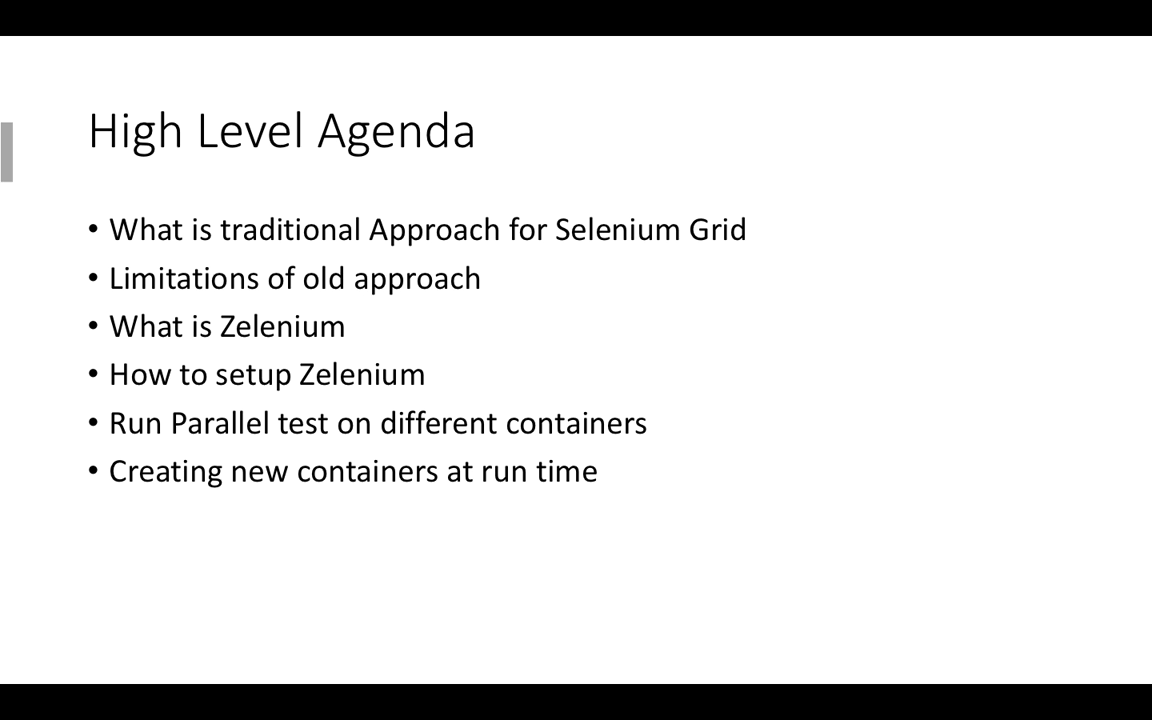 High Level Agenda
• What is traditional Approach for Selenium Grid
• Limitations of old approach
• What is Zelenium
• How to setup Zelenium
• Run Parallel test on different containers
• Creating new containers at run time